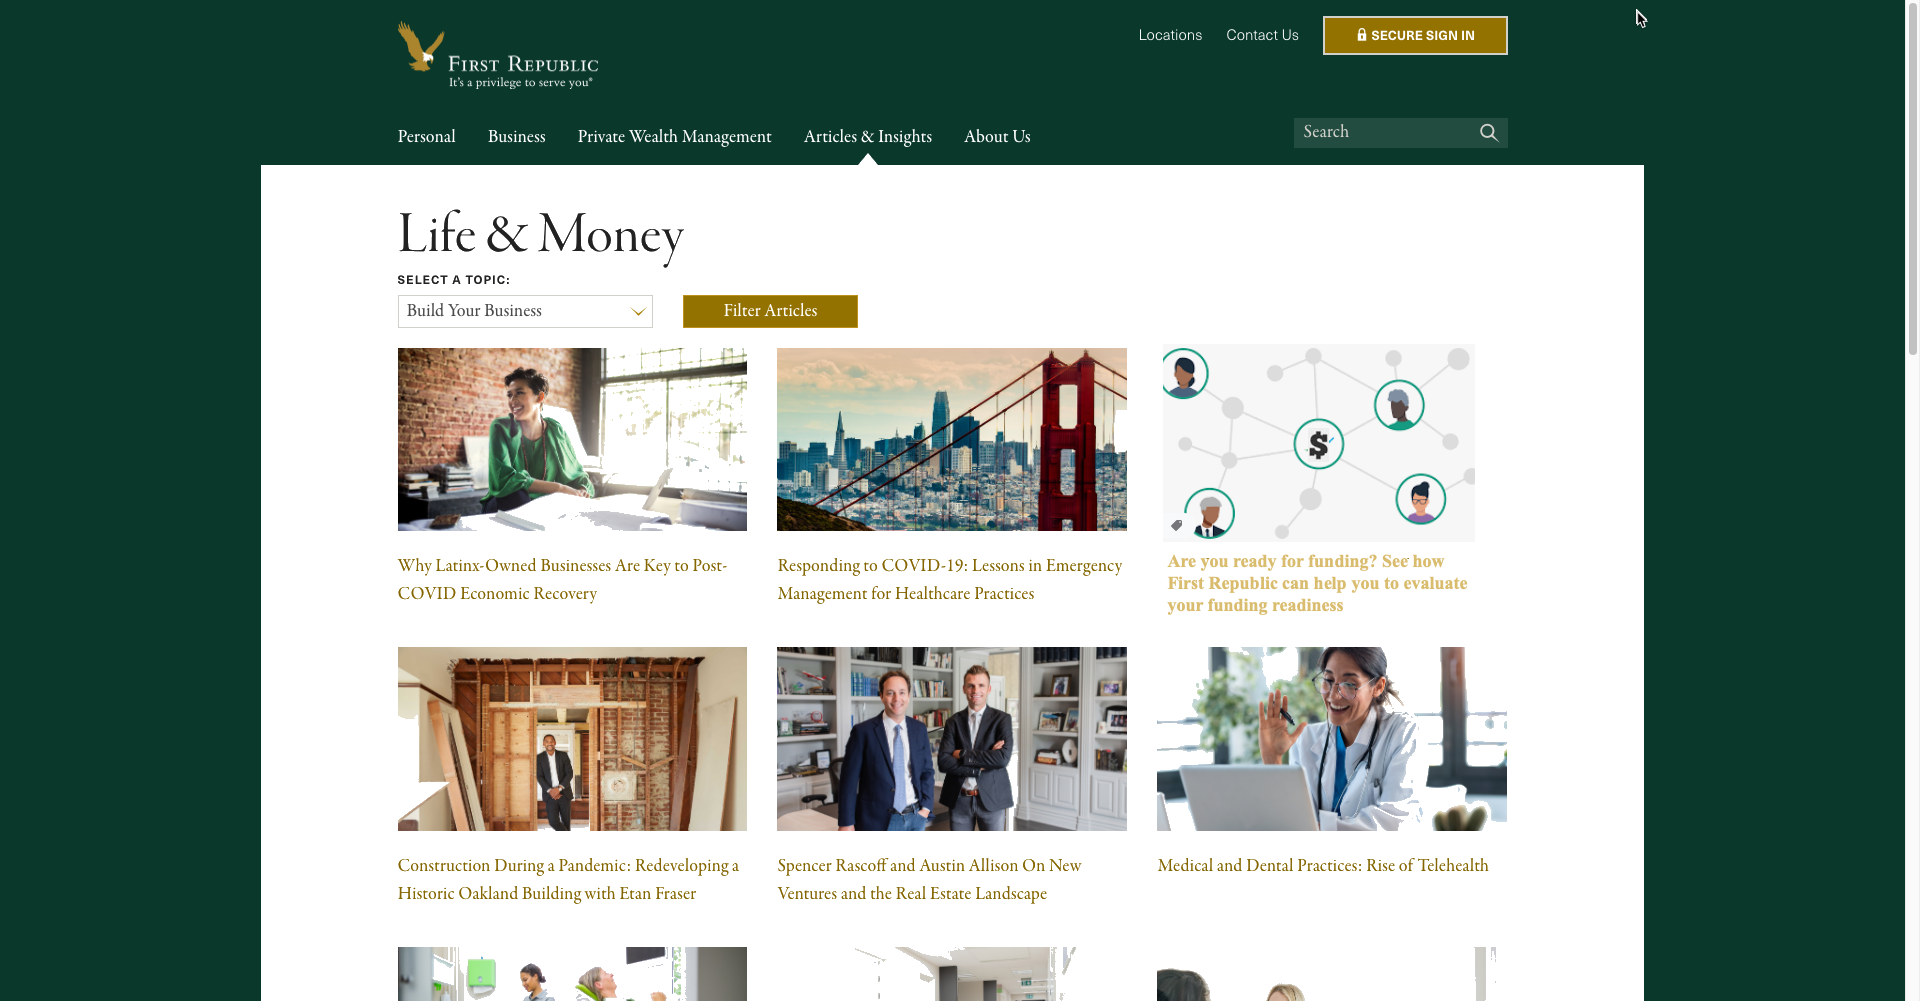 FIRST REPUBLIC
It's a privilege to serve you®
Locations
Contact Us
SECURE SIGN IN
Personal
Business
Private Wealth Management
Articles & Insights
About Us
Search
Life & Money
SELECT A TOPIC:
Build Your Business
Filter Articles
Why Latinx-Owned Businesses Are Key to Post-
COVID Economic Recovery
Responding to COVID-19: Lessons in Emergency
Management for Healthcare Practices
$
Are you ready for funding? See how
First Republic can help you to evaluate
your funding readiness
Construction During a Pandemic: Redeveloping a
Historic Oakland Building with Etan Fraser
Spencer Rascoff and Austin Allison On New
Ventures and the Real Estate Landscape
Medical and Dental Practices: Rise of Telehealth